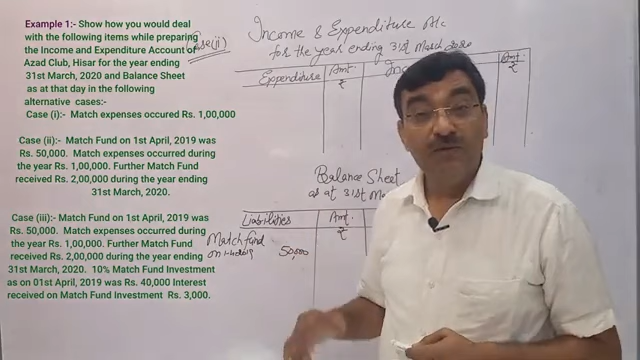 Example 1:- Show how you would deal
with the following items while preparing
the Income and Expenditure Account of
Azad Club, Hisar for the year ending
31st March, 2020 and Balance Sheet
as at that day in the following
alternative cases:-
Case (i):- Match expenses occured Rs. 1,00,000
Case (ii):- Match Fund on 1st April, 2019 was
Rs. 50,000. Match expenses occurred during
the year Rs. 1,00,000. Further Match Fund
received Rs. 2,00,000 during the year ending
31st March, 2020.
Case (iii):- Match Fund on 1st April, 2019 was
Rs. 50,000. Match expenses occurred during
the year Rs. 1,00,000. Further Match Fund
received Rs. 2,00,000 during the year ending
31st March, 2020. 10% Match Fund Investment
as on 01st April, 2019 was Rs. 40,000 Interest
received on Match Fund Investment Rs. 3,000.
Case(ii)
Income & Expenditure A/c
for the year ending 31st March 2020
Expenditure Amt. Inc Amt.
₹ ₹
Balance Sheet
as at 31st M
Liabilities Amt.
₹
Match fund
on 1-4-2019 50,000